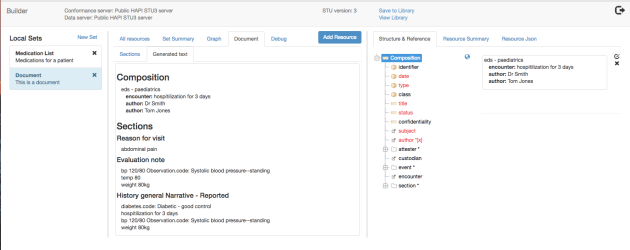 Builder
Conformance server: Public HAPI STU3 server
Data server: Public HAPI STU3 server
STU version: 3
Save to Library
View Library
Local Sets
New Set
Medication List
Medications for a patient
Document
This is a document
All resources
Set Summary
Graph
Document
Debug
Add Resource
Sections
Generated text
Composition
eds - paediatrics
encounter: hospitilization for 3 days
author: Dr Smith
author: Tom Jones
Sections
Reason for visit
abdominal pain
Evaluation note
bp 120/80 Observation.code: Systolic blood pressure--standing
temp 80
weight 80kg
History general Narrative - Reported
diabetes.code: Diabetic - good control
hospitilization for 3 days
bp 120/80 Observation.code: Systolic blood pressure--standing
weight 80kg
Structure & Reference
Resource Summary
Resource Json
Composition
identifier
date
type
class
title
status
confidentiality
subject
author *[x]
attester *
custodian
event *
encounter
section *
eds - paediatrics
encounter: hospitilization for 3 days
author: Dr Smith
author: Tom Jones